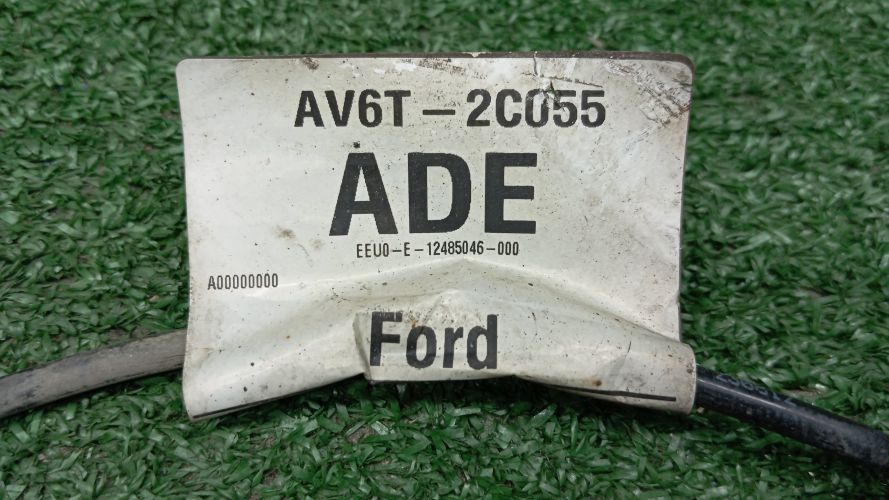 AV6T-2C055
ADE
EEU0-E-12485046-000
A00000000
Ford